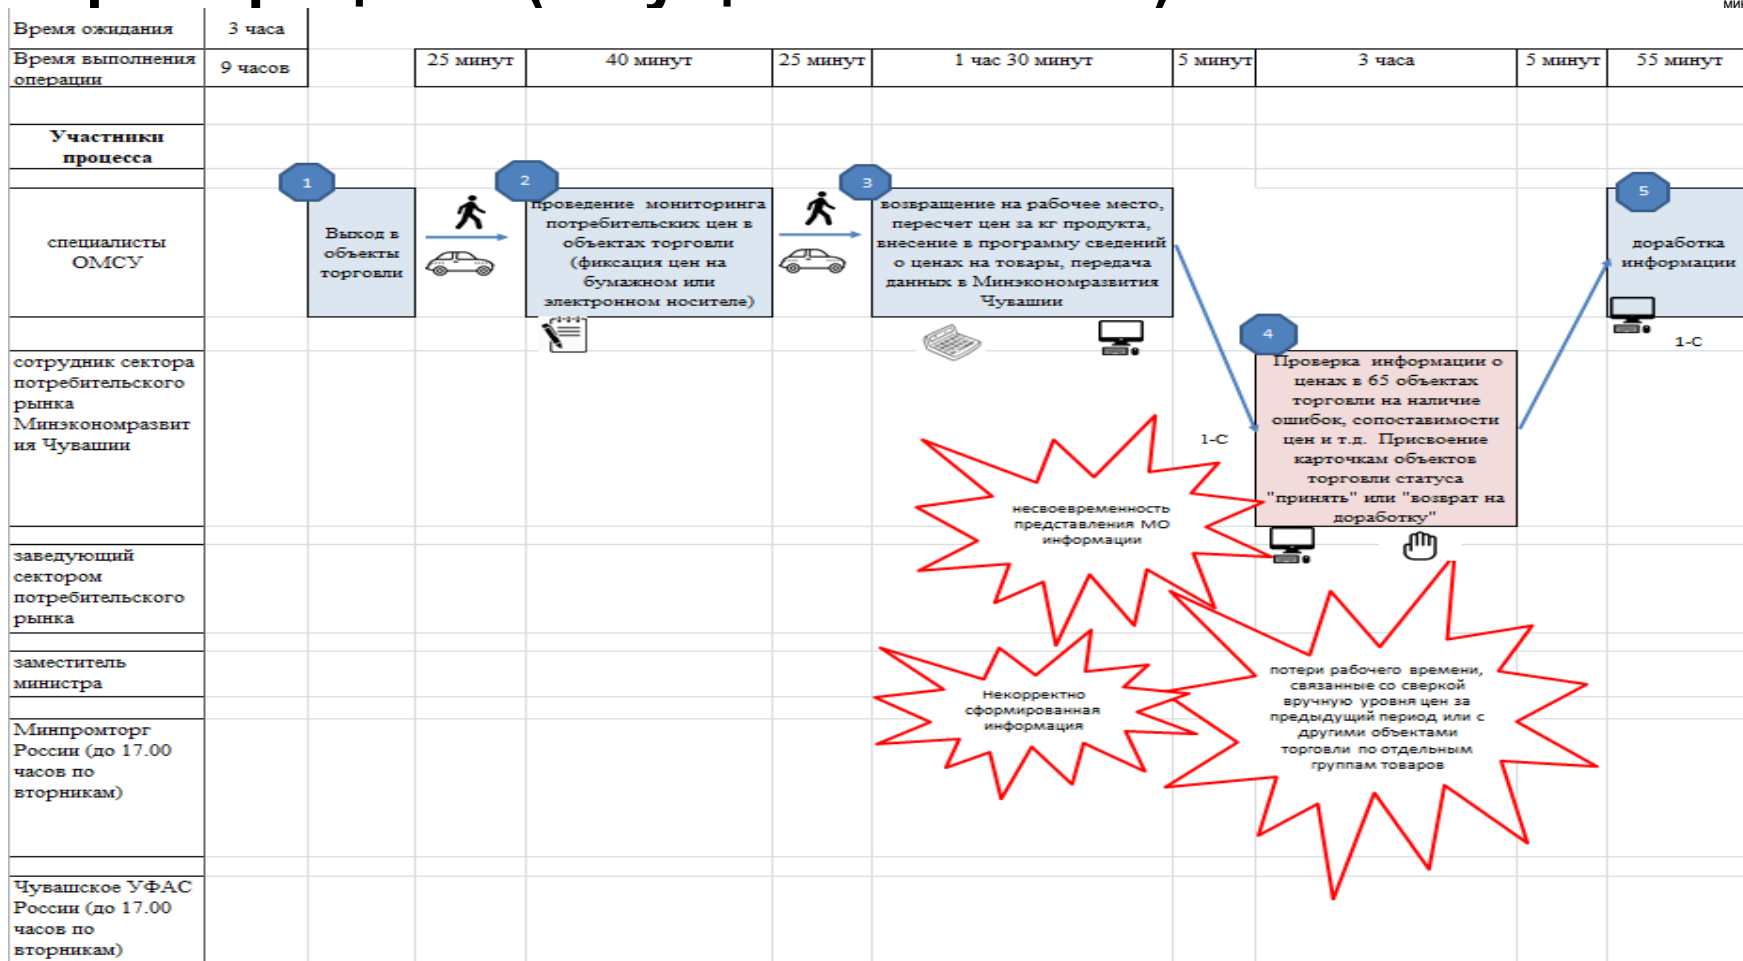 Время ожидания
3 часа
Время выполнения
операции
9 часов
25 минут
40 минут
25 минут
1 час 30 минут
5 минут
3 часа
5 минут
55 минут
Участники
процесса
1
2
3
5
специалисты
ОМСУ
Выход в
объекты
торговли
проведение мониторинга
потребительских цен в
объектах торговли
(фиксация цен на
бумажном или
электронном носителе)
возвращение на рабочее место,
пересчет цен за кг продукта,
внесение в программу сведений
о ценах на товары, передача
данных в Минэкономразвития
Чувашии
доработка
информации
1-С
4
сотрудник сектора
потребительского
рынка
Минэкономразвит
ия Чувашии
1-С
Проверка информации о
ценах в 65 объектах
торговли на наличие
ошибок, сопоставимости
цен и т.д. Присвоение
карточкам объектов
торговли статуса
"принять" или "возврат на
доработку"
несвоевременность
представления МО
информации
заведующий
сектором
потребительского
рынка
заместитель
министра
Некорректно
сформированная
информация
потери рабочего времени,
связанные со сверкой
вручную уровня цен за
предыдущий период или с
другими объектами
торговли по отдельным
группам товаров
Минпромторг
России (до 17.00
часов по
вторникам)
Чувашское УФАС
России (до 17.00
часов по
вторникам)